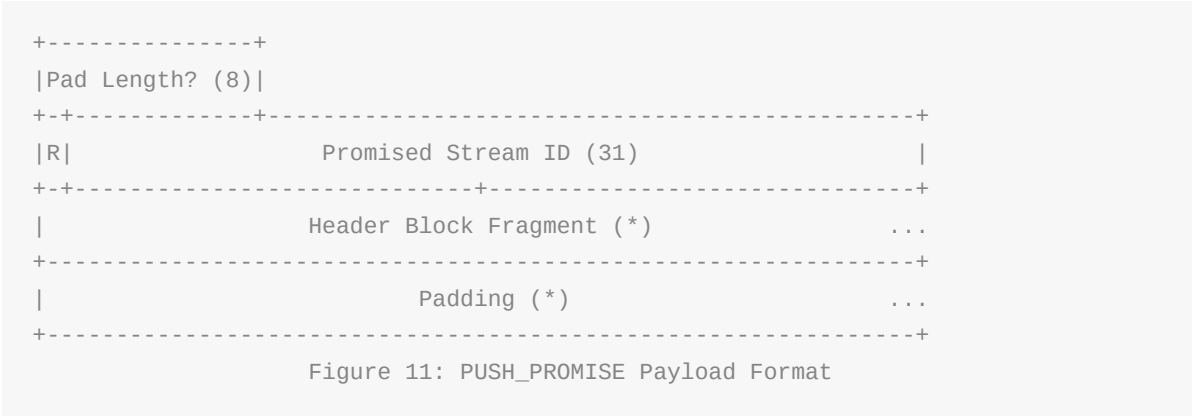 +---------------+
|Pad Length? (8)|
+-+-------------+-----------------------------------------------+
|R|                  Promised Stream ID (31)                    |
+-+-----------------------------+-------------------------------+
|                   Header Block Fragment (*)                 ...
+---------------------------------------------------------------+
|                           Padding (*)                       ...
+---------------------------------------------------------------+
Figure 11: PUSH_PROMISE Payload Format